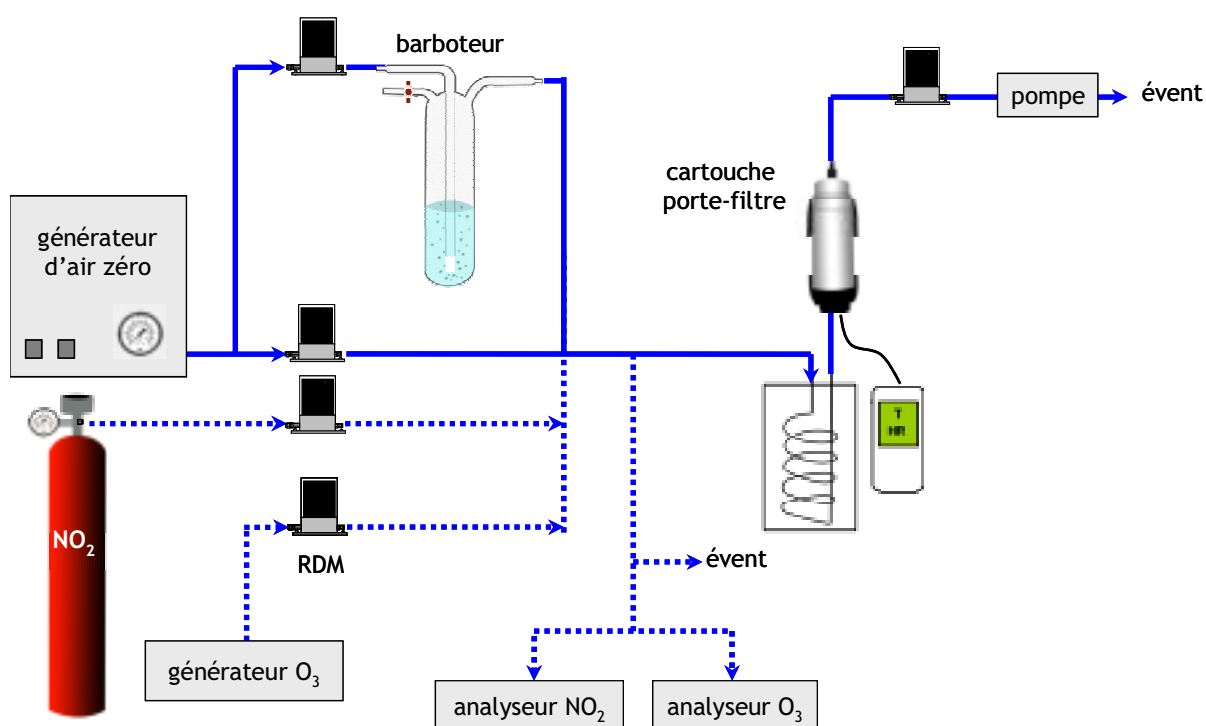 barboteur
pompe
évent
cartouche
porte-filtre
générateur
d'air zéro
T
HR
NO₂
RDM
évent
générateur O₃
analyseur NO₂
analyseur O₃